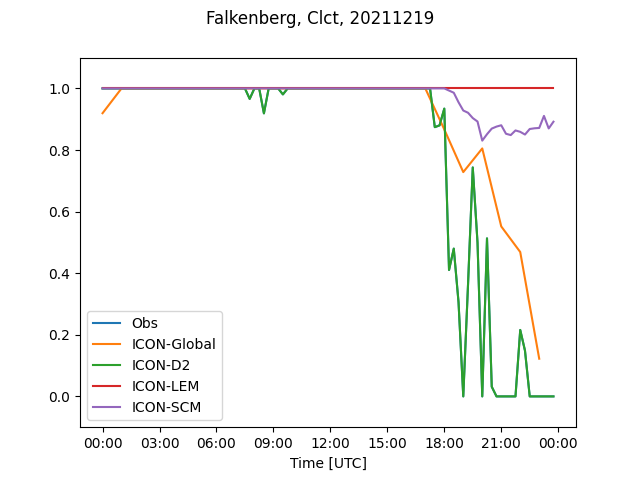 Falkenberg, Clct, 20211219
1.0
0.8
0.6
0.4
0.2
0.0
Obs
ICON-Global
ICON-D2
ICON-LEM
ICON-SCM
00:00 03:00 06:00 09:00 12:00 15:00 18:00 21:00 00:00
Time [UTC]